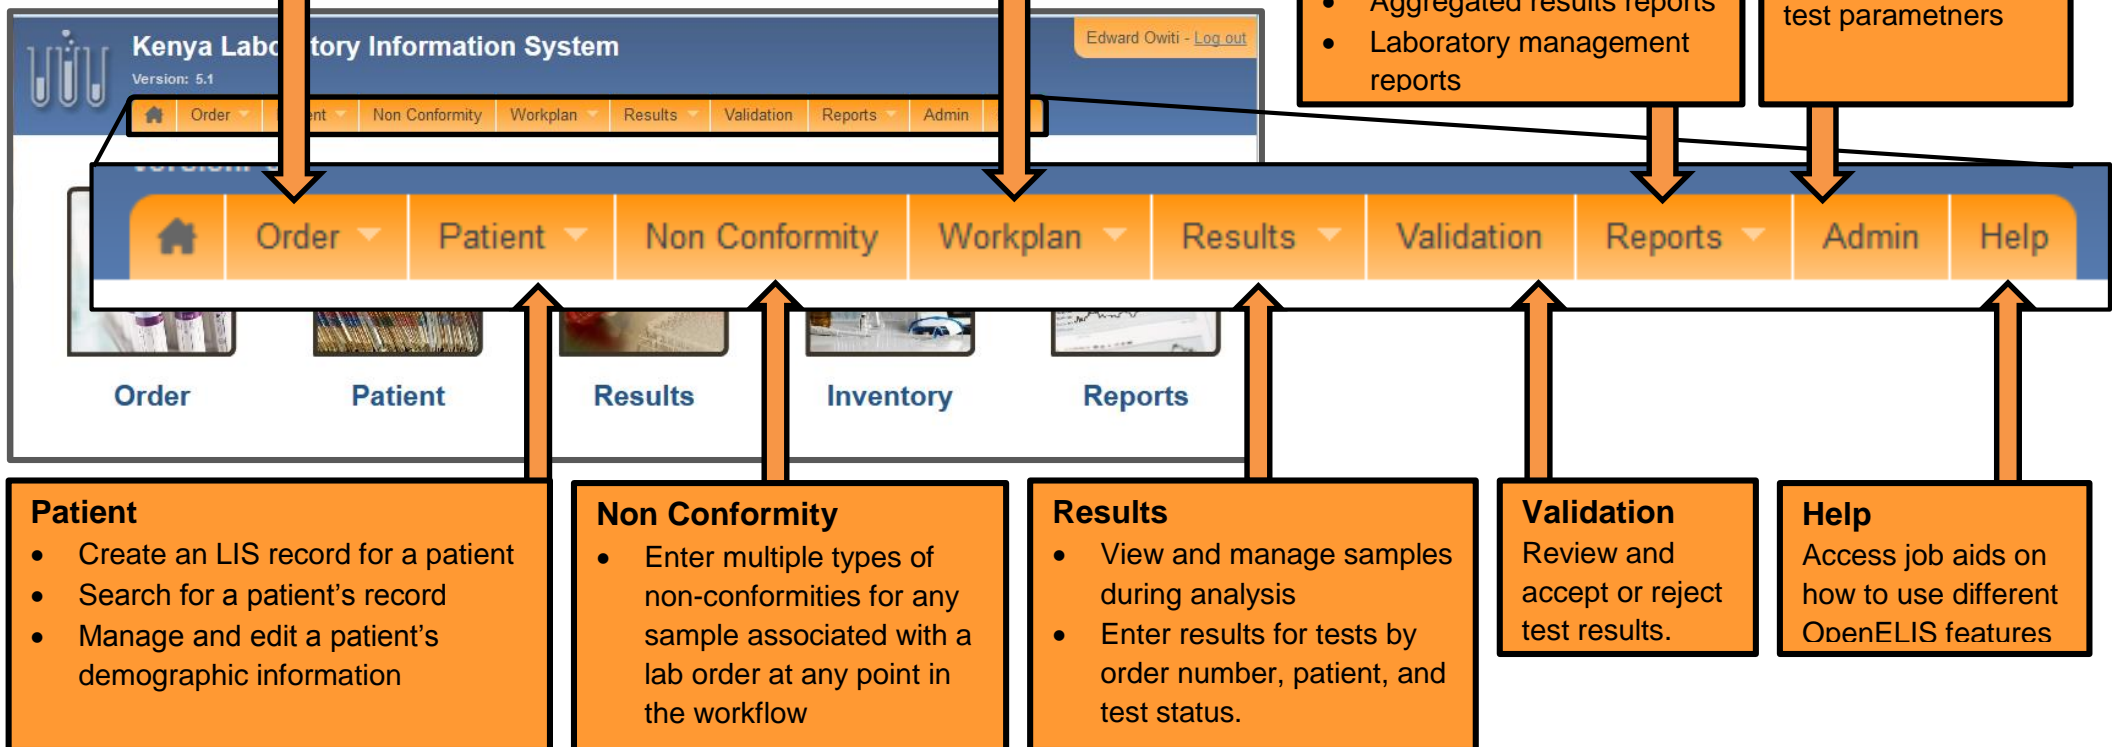 Aggregated results reports
Laboratory management
reports
test parametners
Kenya Laboratory Information System
Version: 5.1
Edward Owiti - Log out
Order
Non Conformity
Workplan
Results
Validation
Reports
Admin
Order
Patient
Non Conformity
Workplan
Results
Validation
Reports
Admin
Help
Order
Patient
Results
Inventory
Reports
Patient
• Create an LIS record for a patient
• Search for a patient’s record
• Manage and edit a patient’s
demographic information
Non Conformity
• Enter multiple types of
non-conformities for any
sample associated with a
lab order at any point in
the workflow
Results
• View and manage samples
during analysis
• Enter results for tests by
order number, patient, and
test status.
Validation
Review and
accept or reject
test results.
Help
Access job aids on
how to use different
OpenELIS features